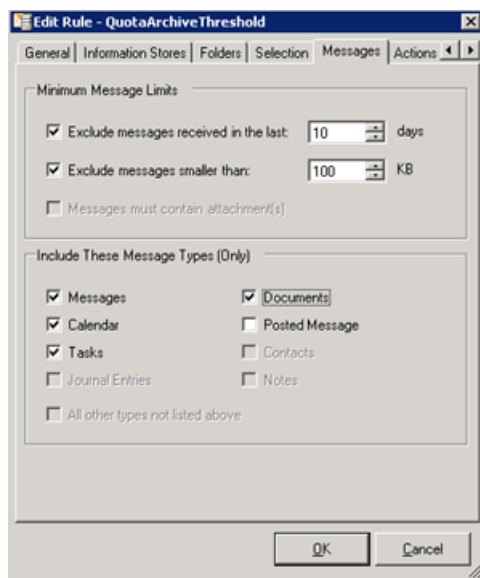 Edit Rule - QuotaArchiveThreshold
General Information Stores Folders Selection Messages Actions
Minimum Message Limits
Exclude messages received in the last: 10 days
Exclude messages smaller than: 100 KB
Messages must contain attachment(s)
Include These Message Types (Only)
Messages Documents
Calendar Posted Message
Tasks Contacts
Journal Entries Notes
All other types not listed above
OK Cancel